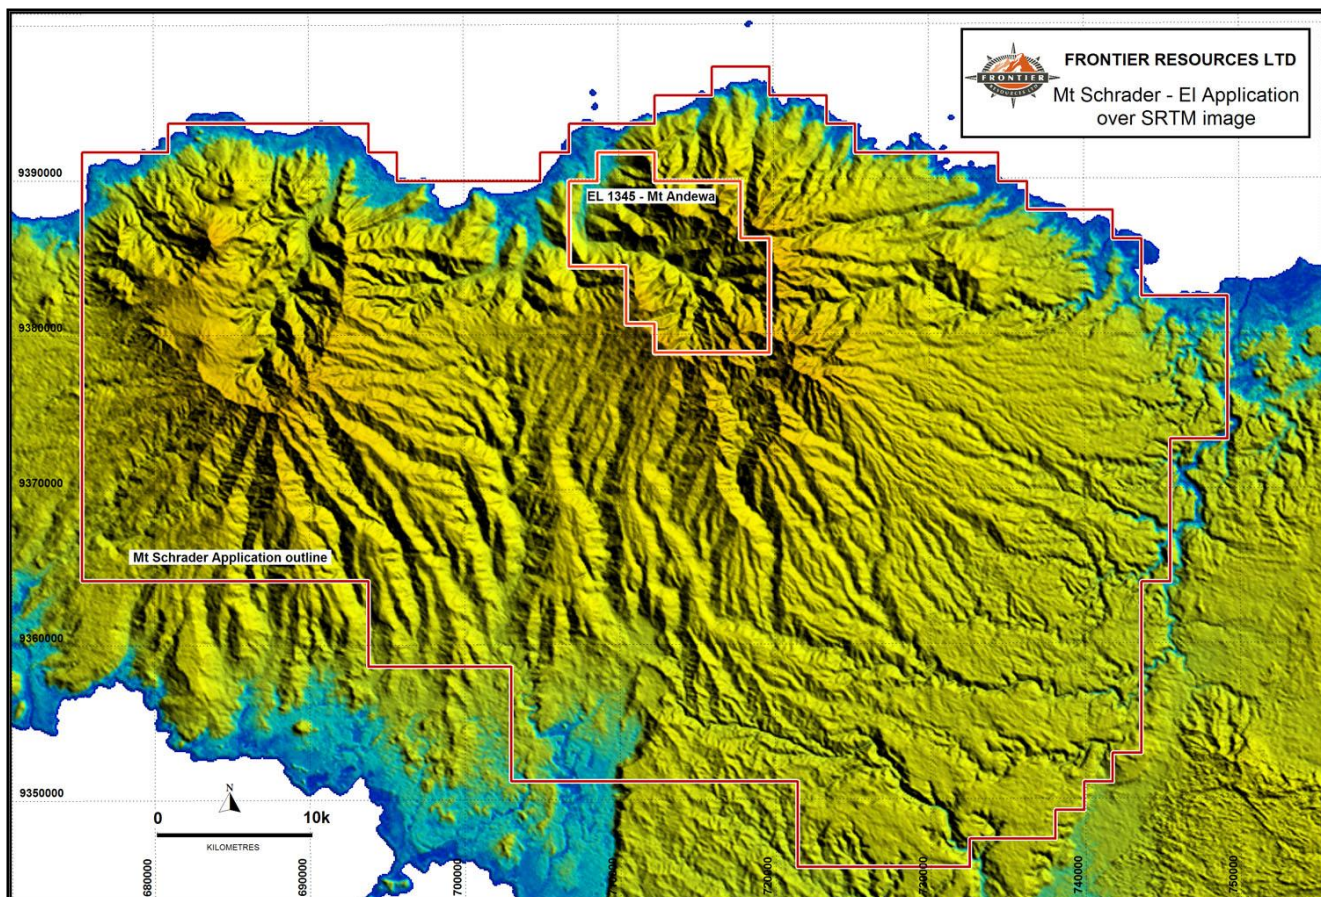 FRONTIER RESOURCES LTD
FRONTIER
RESOURCES LTD
Mt Schrader - El Application
over SRTM image
9390000
EL 1345 - Mt Andewa
9380000
9370000
Mt Schrader Application outline
9360000
9350000
N
0
10k
KILOMETRES
680000
690000
700000
720000
730000
740000
750000